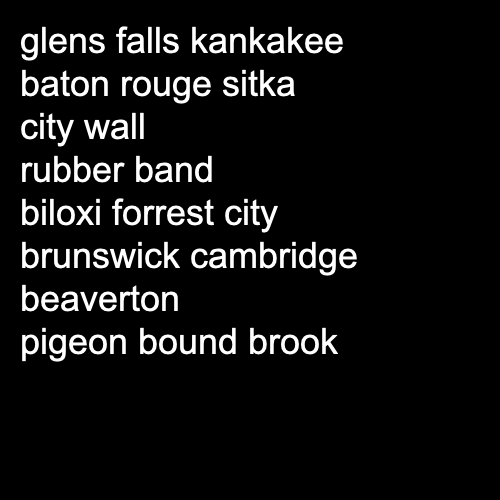 glens falls kankakee
baton rouge sitka
city wall
rubber band
biloxi forrest city
brunswick cambridge
beaverton
pigeon bound brook